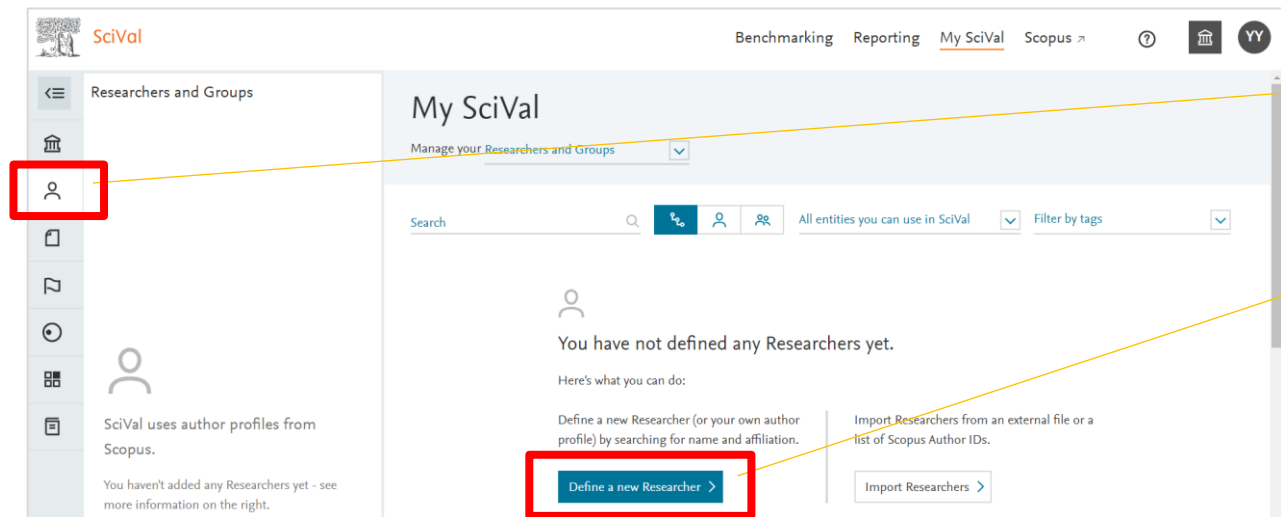 SciVal
Benchmarking Reporting My SciVal Scopus ↗
YY
Researchers and Groups
My SciVal
Manage your Researchers and Groups
Search
All entities you can use in SciVal
Filter by tags
You have not defined any Researchers yet.
Here's what you can do:
Define a new Researcher (or your own author
profile) by searching for name and affiliation.
Define a new Researcher >
Import Researchers from an external file or a
list of Scopus Author IDs.
Import Researchers >
SciVal uses author profiles from
Scopus.
You haven't added any Researchers yet - see
more information on the right.